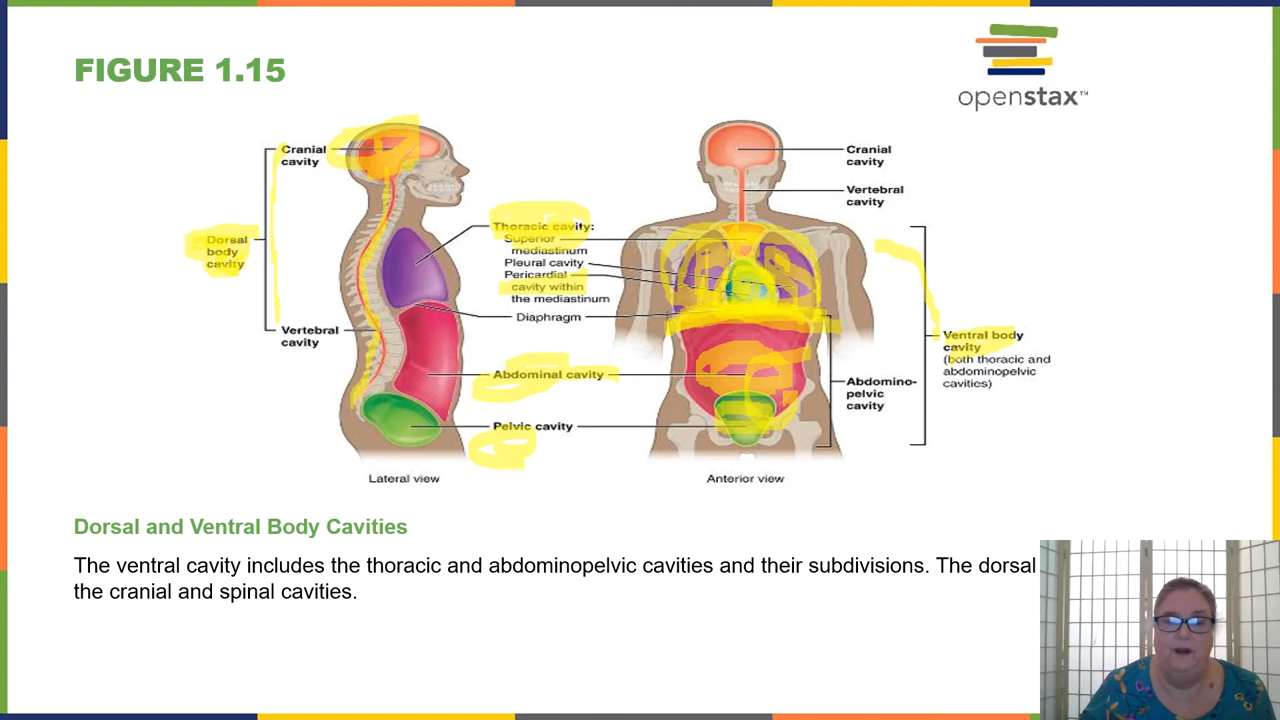 FIGURE 1.15
openstax™
Cranial
cavity
Dorsal
body
cavity
Vertebral
cavity
Thoracic cavity:
Superior
mediastinum
Pleural cavity
Pericardial
cavity within
the mediastinum
Diaphragm
Abdominal cavity
Pelvic cavity
Lateral view
Cranial
cavity
Vertebral
cavity
Ventral body
cavity
(both thoracic and
abdominopelvic
cavities)
Abdomino-
pelvic
cavity
Anterior view
Dorsal and Ventral Body Cavities
The ventral cavity includes the thoracic and abdominopelvic cavities and their subdivisions. The dorsal
the cranial and spinal cavities.